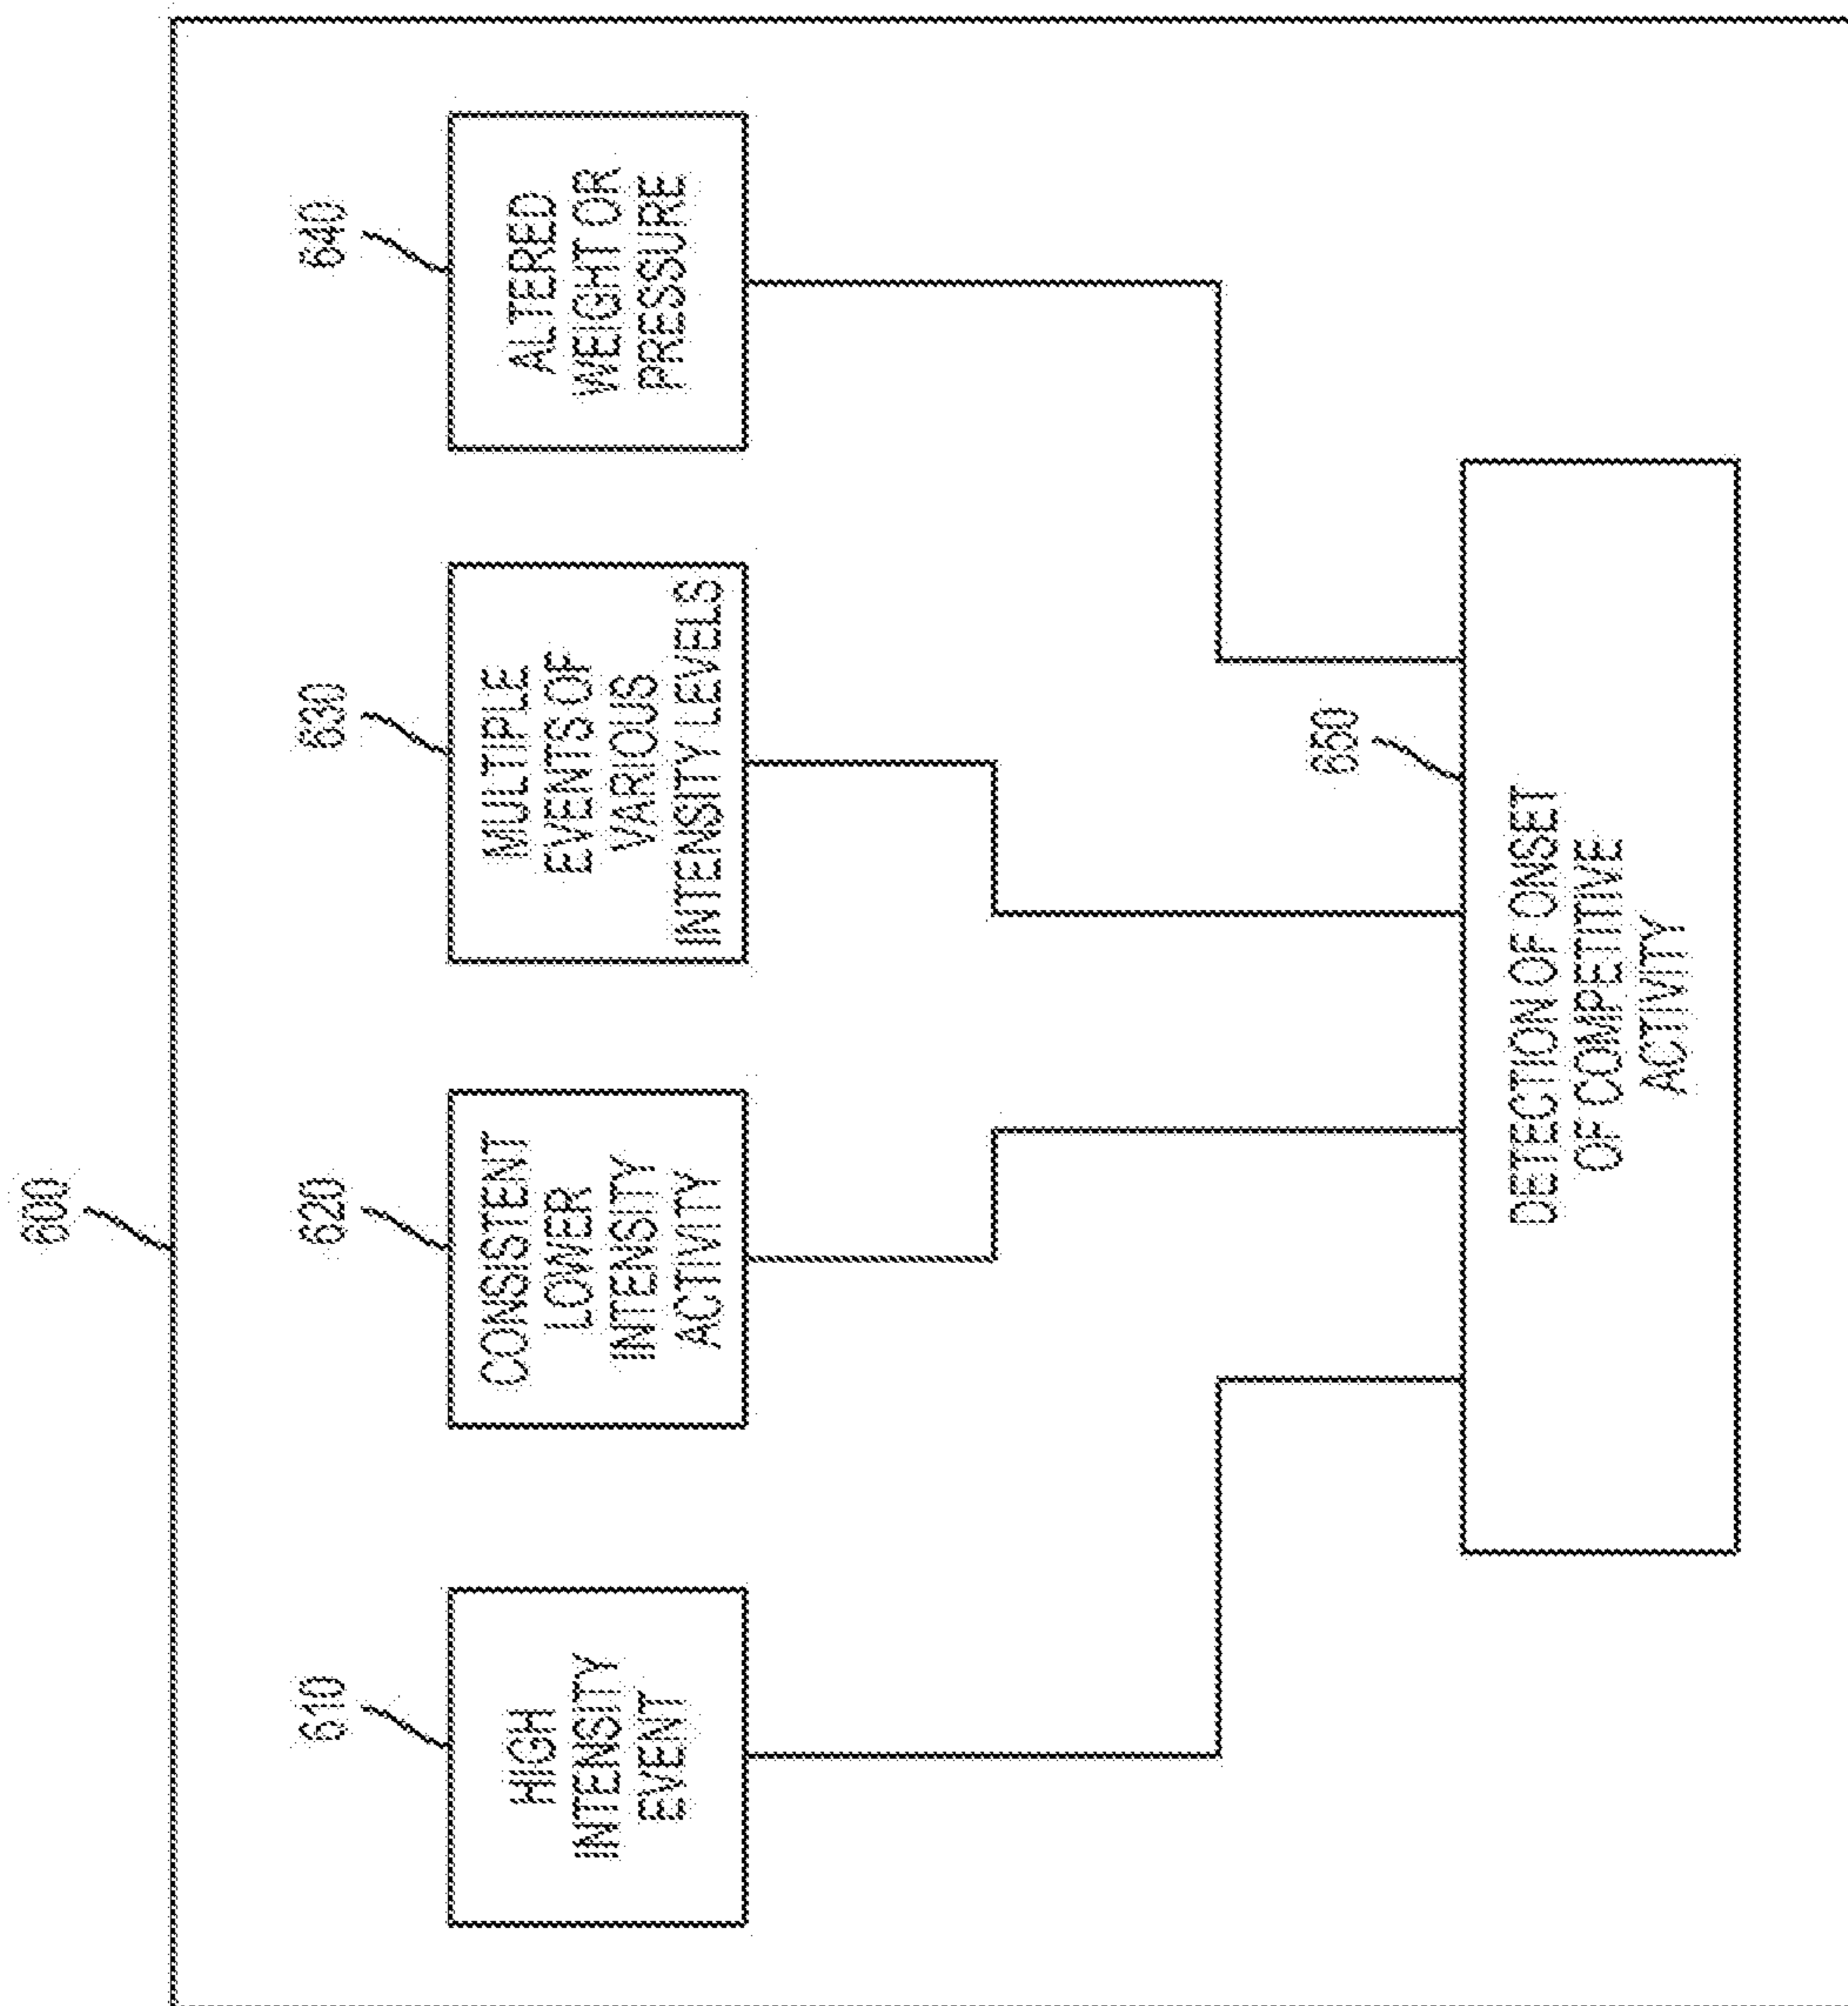 600
610
HIGH
INTENSITY
EVENT
620
CONSISTENT
LOWER
INTENSITY
ACTIVITY
630
MULTIPLE
EVENTS OF
VARIOUS
INTENSITY LEVELS
640
ALTERED
WEIGHT OR
PRESSURE
650
DETECTION OF ONSET
OF COMPETITIVE
ACTIVITY